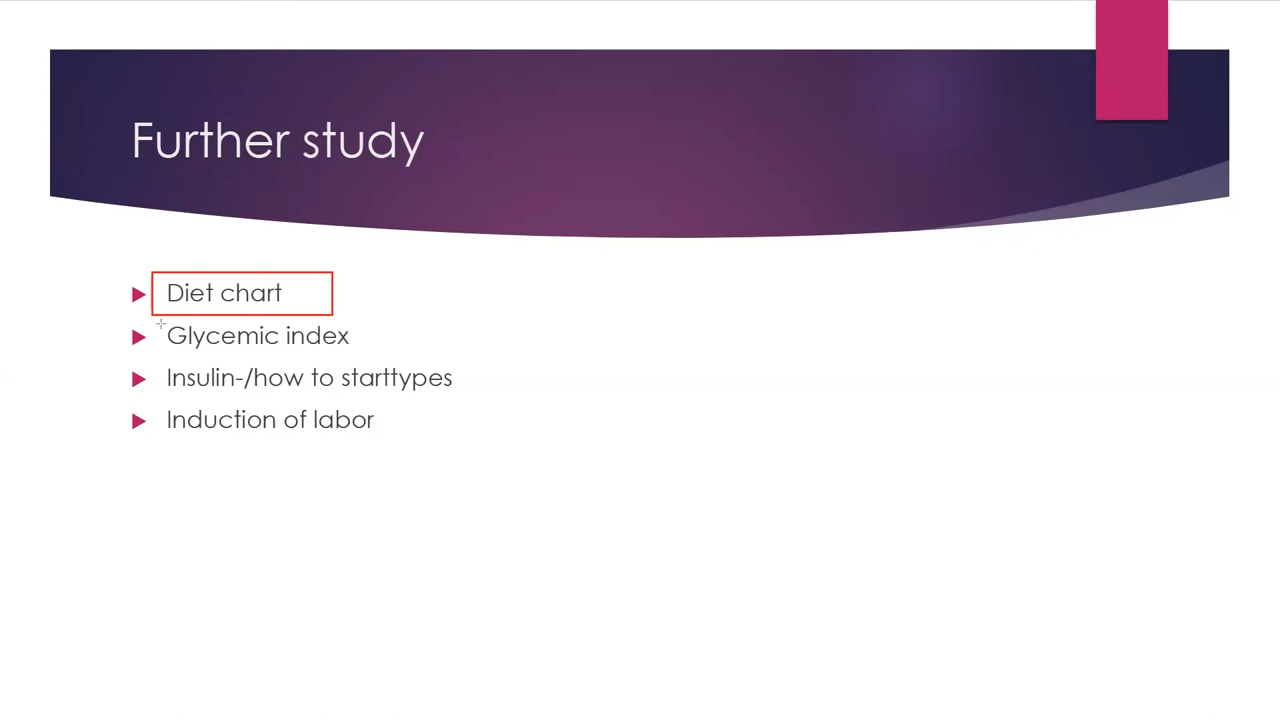 Further study
Diet chart
Glycemic index
Insulin-/how to starttypes
Induction of labor